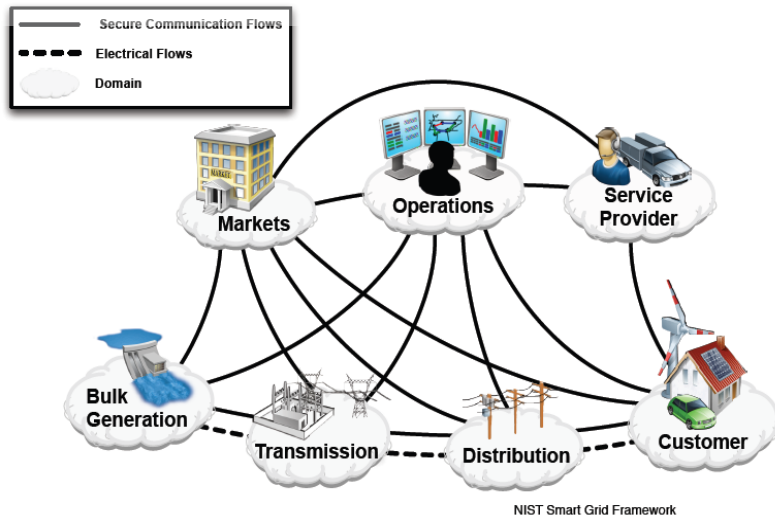 Secure Communication Flows
Electrical Flows
Domain
MARKET
Markets
Operations
Service
Provider
Bulk
Generation
Transmission
Distribution
Customer
NIST Smart Grid Framework